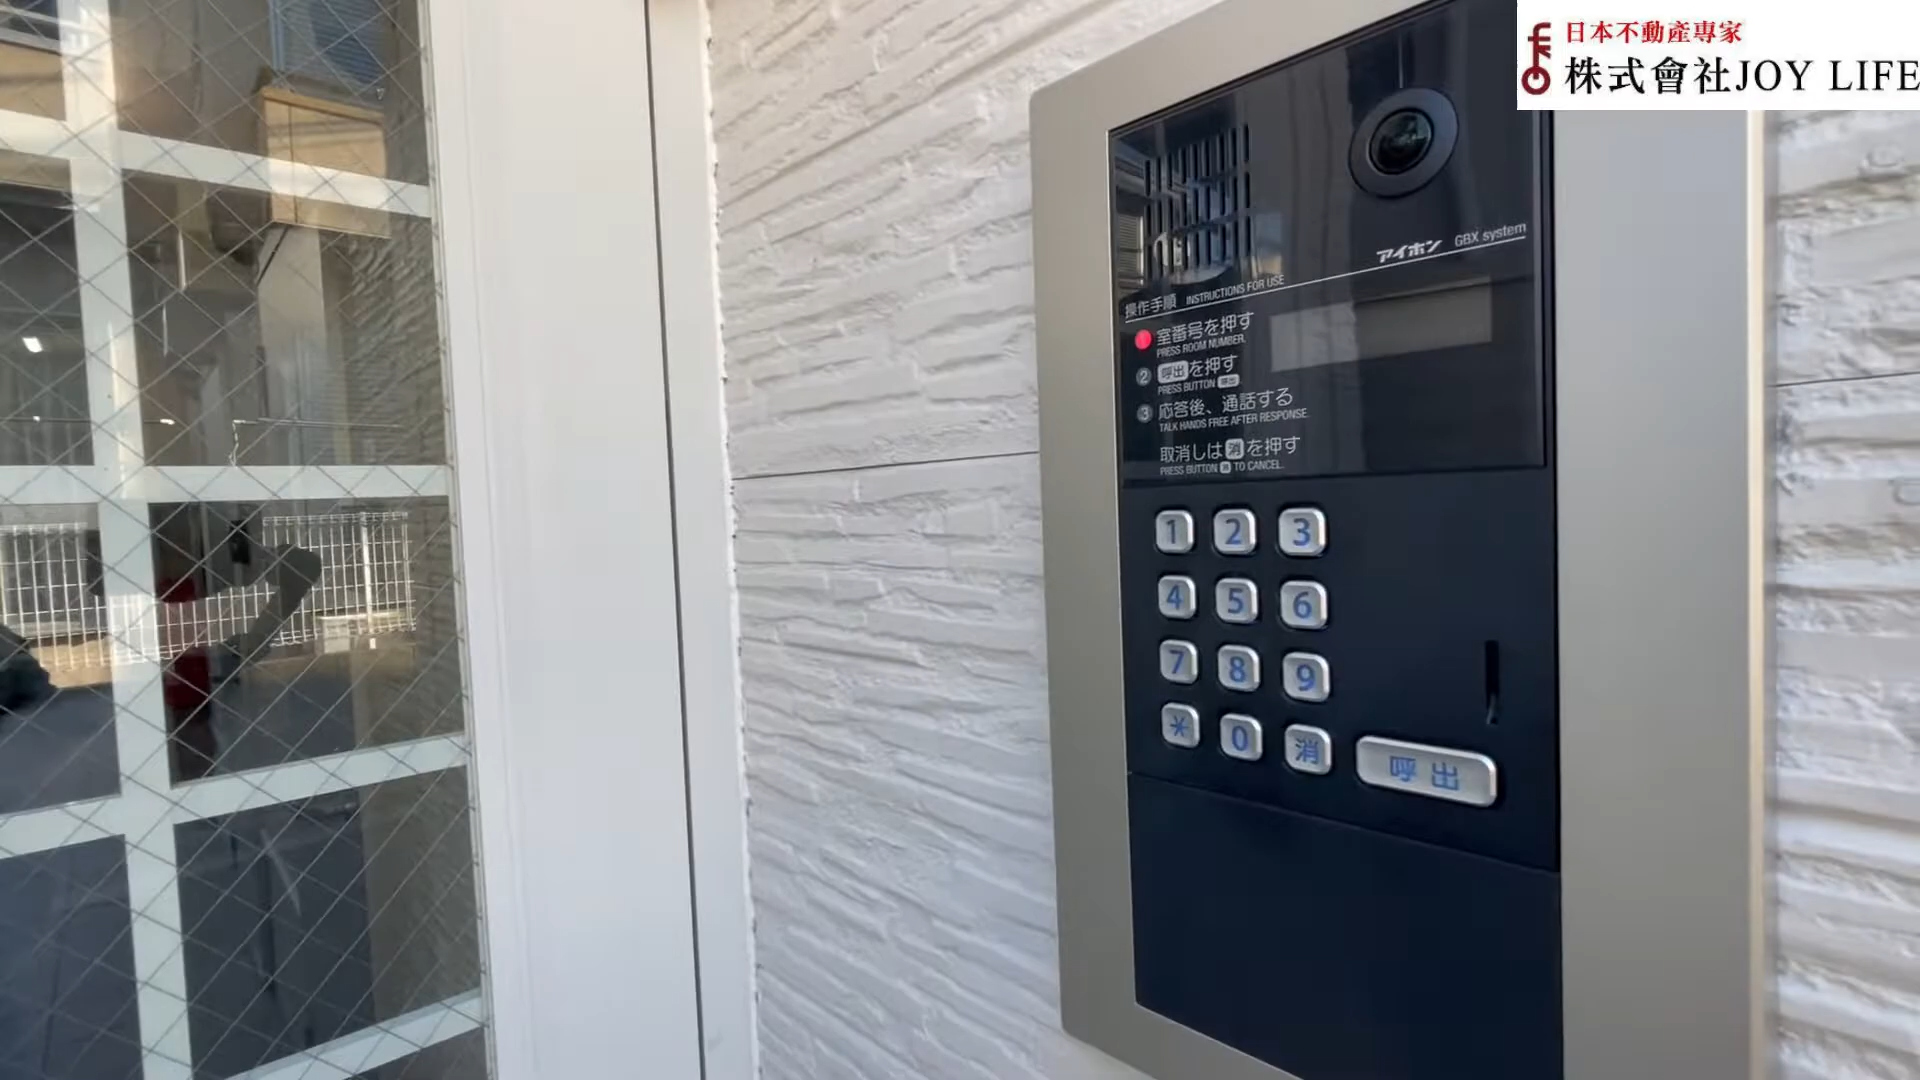 日本不動產專家
株式會社JOY LIFE
アイホン GBX system
操作手順 INSTRUCTIONS FOR USE
1 室番号を押す
PRESS ROOM NUMBER.
2 呼出を押す
PRESS BUTTON 呼出.
3 応答後、通話する
TALK HANDS FREE AFTER RESPONSE.
取消しは消を押す
PRESS BUTTON 消 TO CANCEL.
1 2 3
4 5 6
7 8 9
* 0 消
呼出